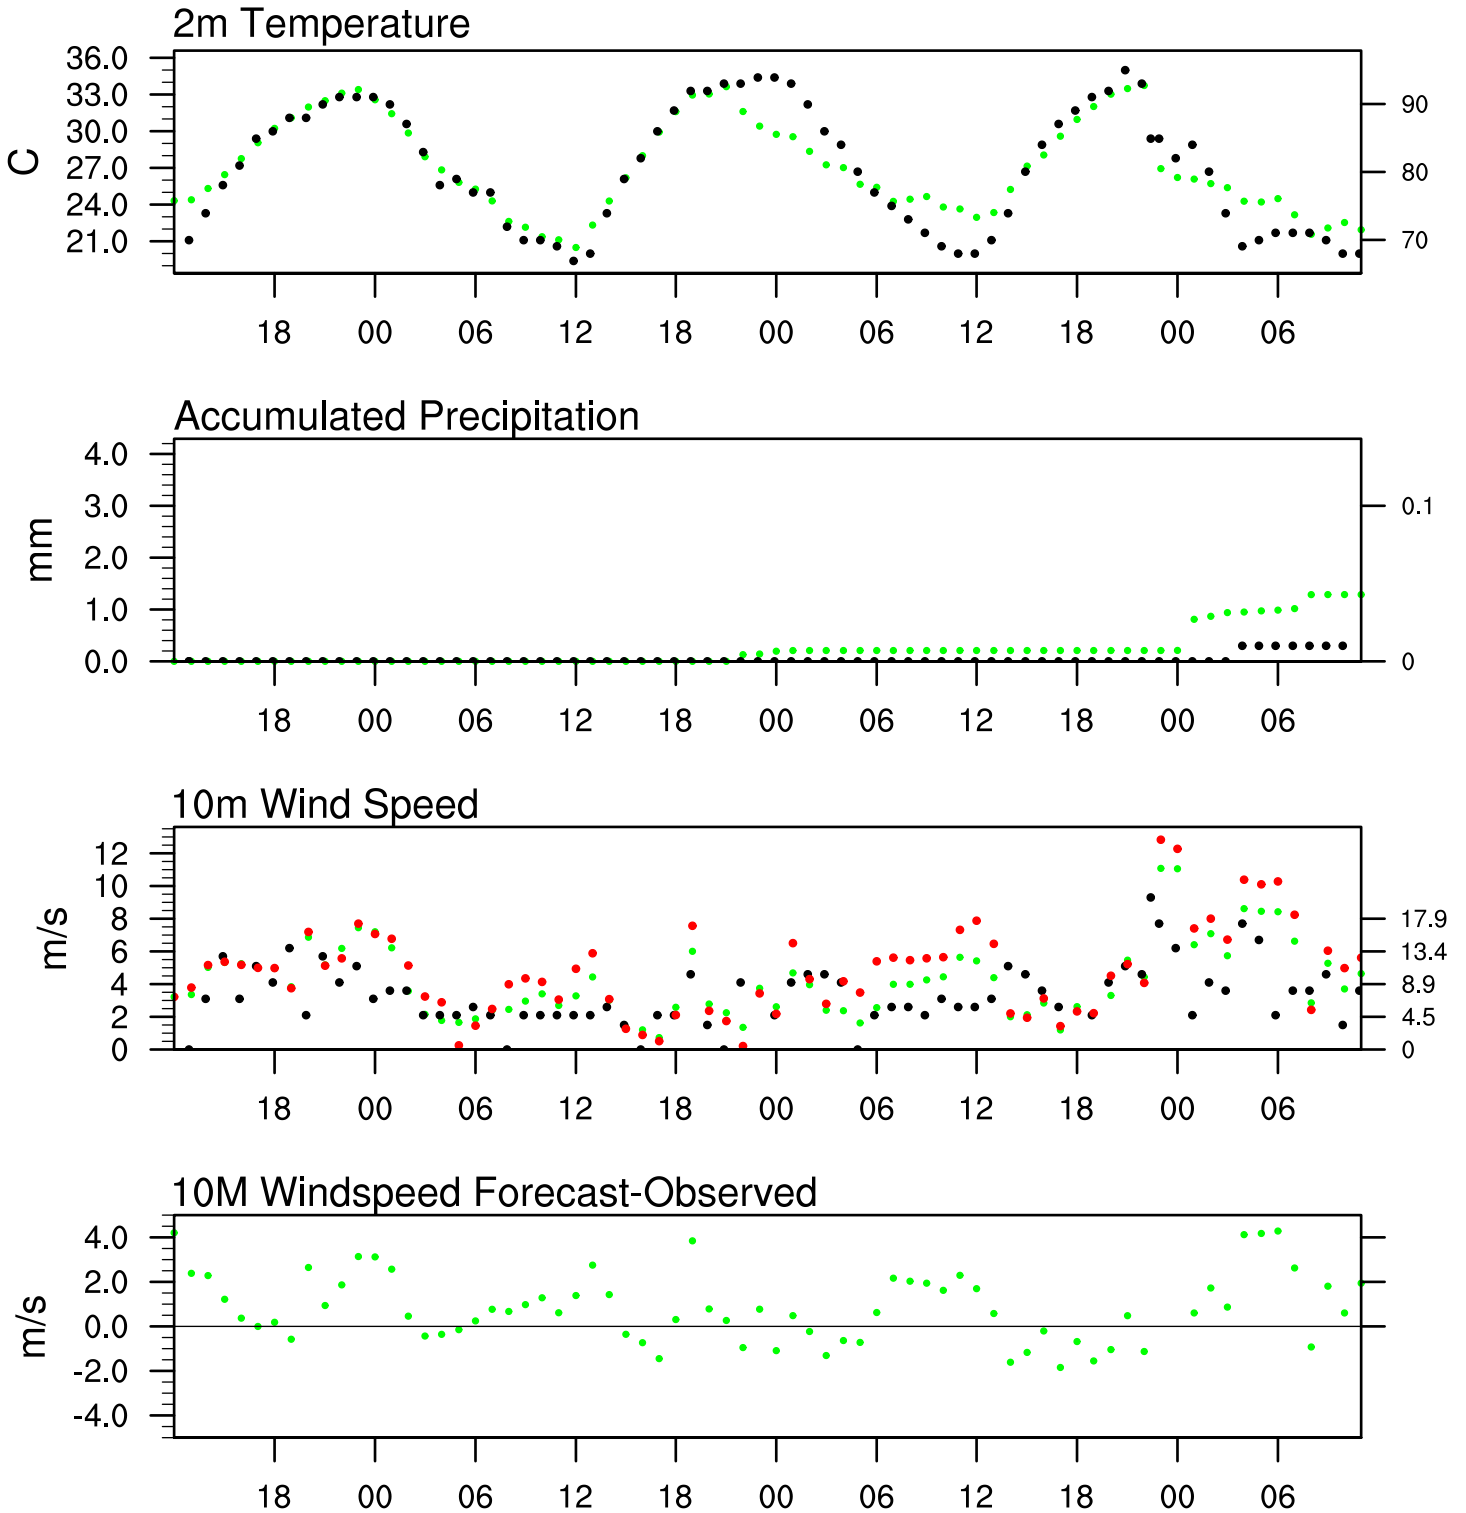 2m Temperature
36.0
33.0
30.0
27.0
24.0
21.0
C
90
80
70
18 00 06 12 18 00 06 12 18 00 06
Accumulated Precipitation
4.0
3.0
2.0
1.0
0.0
mm
0.1
0
18 00 06 12 18 00 06 12 18 00 06
10m Wind Speed
12
10
8
6
4
2
0
m/s
17.9
13.4
8.9
4.5
0
18 00 06 12 18 00 06 12 18 00 06
10M Windspeed Forecast-Observed
4.0
2.0
0.0
-2.0
-4.0
m/s
18 00 06 12 18 00 06 12 18 00 06